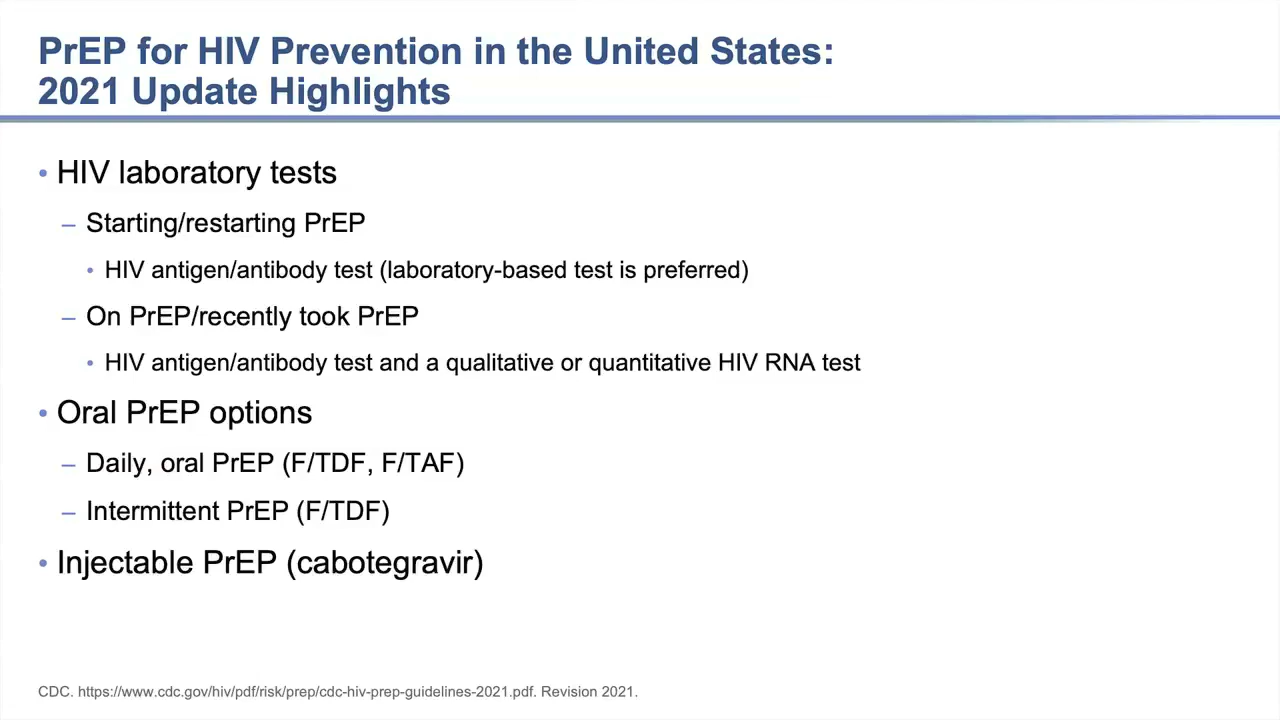 PrEP for HIV Prevention in the United States:
2021 Update Highlights
• HIV laboratory tests
– Starting/restarting PrEP
• HIV antigen/antibody test (laboratory-based test is preferred)
– On PrEP/recently took PrEP
• HIV antigen/antibody test and a qualitative or quantitative HIV RNA test
• Oral PrEP options
– Daily, oral PrEP (F/TDF, F/TAF)
– Intermittent PrEP (F/TDF)
• Injectable PrEP (cabotegravir)
CDC. https://www.cdc.gov/hiv/pdf/risk/prep/cdc-hiv-prep-guidelines-2021.pdf. Revision 2021.